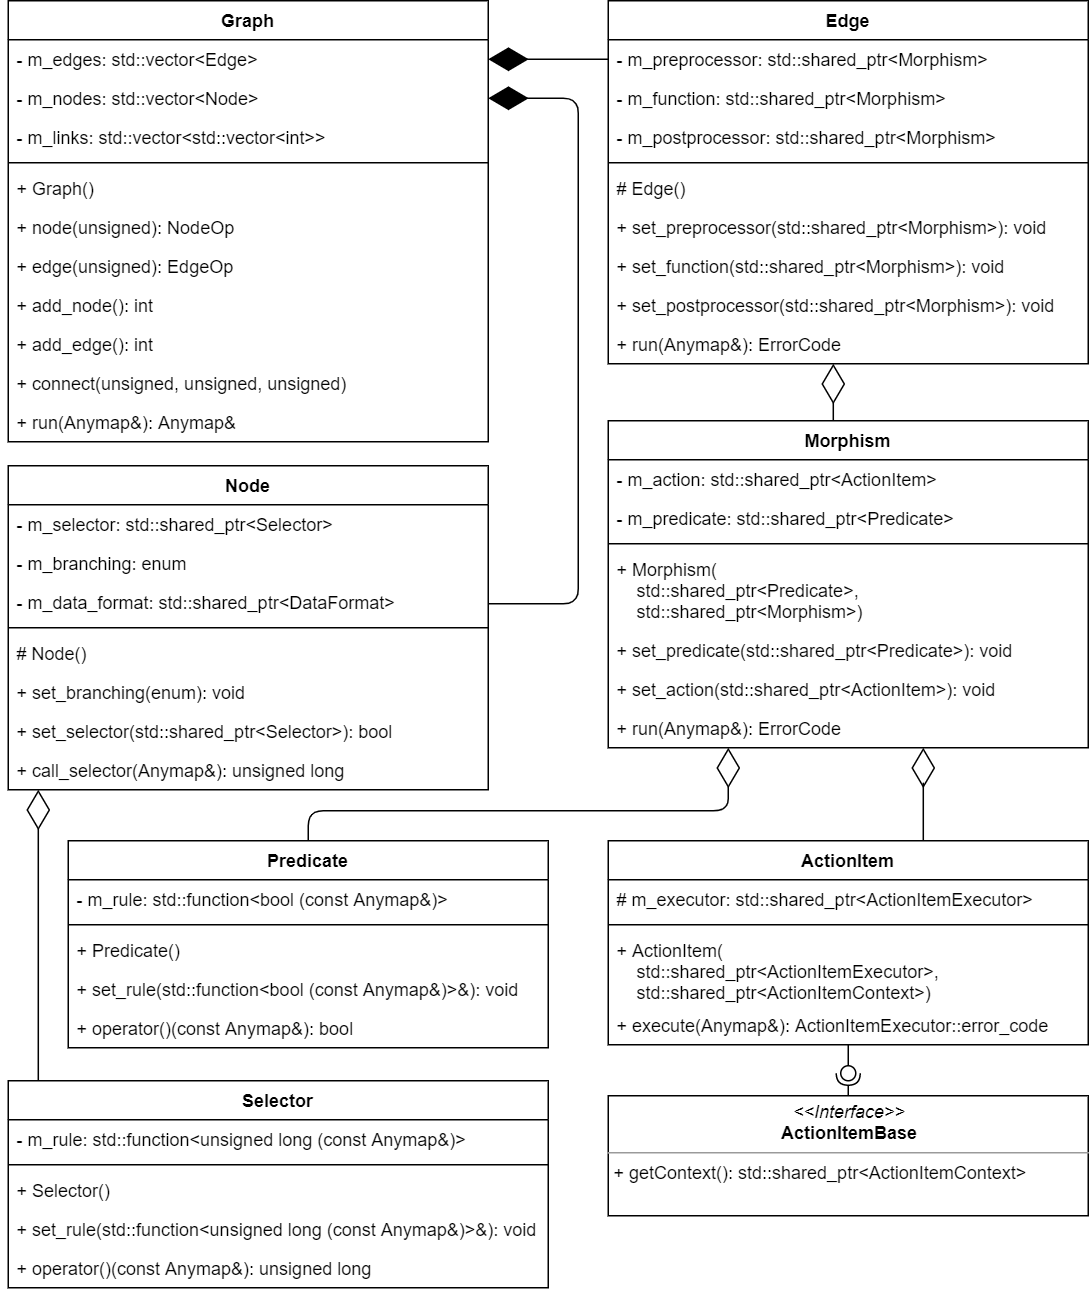 Graph
- m_edges: std::vector<Edge>
- m_nodes: std::vector<Node>
- m_links: std::vector<std::vector<int>>
+ Graph()
+ node(unsigned): NodeOp
+ edge(unsigned): EdgeOp
+ add_node(): int
+ add_edge(): int
+ connect(unsigned, unsigned, unsigned)
+ run(Anymap&): Anymap&
Edge
- m_preprocessor: std::shared_ptr<Morphism>
- m_function: std::shared_ptr<Morphism>
- m_postprocessor: std::shared_ptr<Morphism>
# Edge()
+ set_preprocessor(std::shared_ptr<Morphism>): void
+ set_function(std::shared_ptr<Morphism>): void
+ set_postprocessor(std::shared_ptr<Morphism>): void
+ run(Anymap&): ErrorCode
Node
- m_selector: std::shared_ptr<Selector>
- m_branching: enum
- m_data_format: std::shared_ptr<DataFormat>
# Node()
+ set_branching(enum): void
+ set_selector(std::shared_ptr<Selector>): bool
+ call_selector(Anymap&): unsigned long
Morphism
- m_action: std::shared_ptr<ActionItem>
- m_predicate: std::shared_ptr<Predicate>
+ Morphism(
std::shared_ptr<Predicate>,
std::shared_ptr<Morphism>)
+ set_predicate(std::shared_ptr<Predicate>): void
+ set_action(std::shared_ptr<ActionItem>): void
+ run(Anymap&): ErrorCode
Predicate
- m_rule: std::function<bool (const Anymap&)>
+ Predicate()
+ set_rule(std::function<bool (const Anymap&)>&): void
+ operator()(const Anymap&): bool
ActionItem
# m_executor: std::shared_ptr<ActionItemExecutor>
+ ActionItem(
std::shared_ptr<ActionItemExecutor>,
std::shared_ptr<ActionItemContext>)
+ execute(Anymap&): ActionItemExecutor::error_code
Selector
- m_rule: std::function<unsigned long (const Anymap&)>
+ Selector()
+ set_rule(std::function<unsigned long (const Anymap&)>&): void
+ operator()(const Anymap&): unsigned long
<<Interface>>
ActionItemBase
+ getContext(): std::shared_ptr<ActionItemContext>